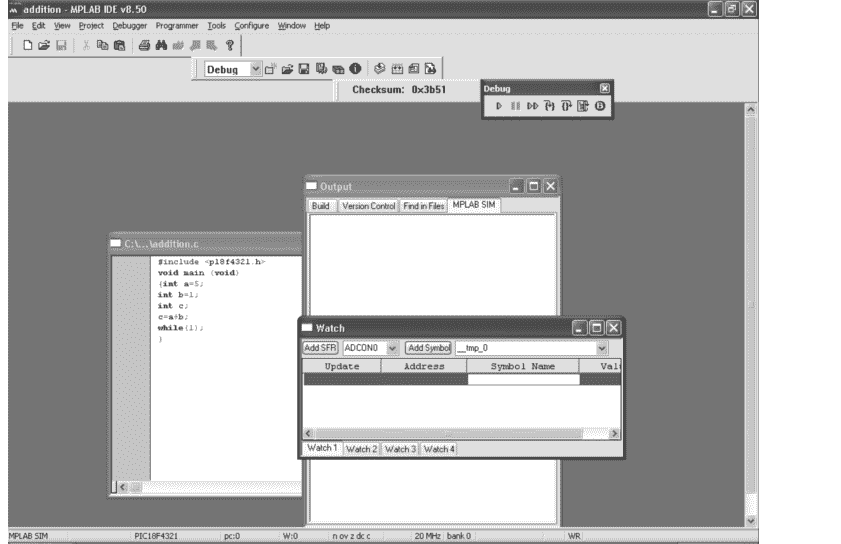 addition - MPLAB IDE v8.50
File Edit View Project Debugger Programmer Tools Configure Window Help
Debug
Checksum: 0x3b51
Debug
Output
Build Version Control Find in Files MPLAB SIM
C:\...\addition.c
#include <p18f4321.h>
void main (void)
{int a=5;
int b=1;
int c;
c=a+b;
while(1);
}
Watch
Add SFR ADCON0 Add Symbol __tmp_0
Update Address Symbol Name Valu
Watch 1 Watch 2 Watch 3 Watch 4
MPLAB SIM PIC18F4321 pc:0 W:0 n ov z dc c 20 MHz bank 0 WR